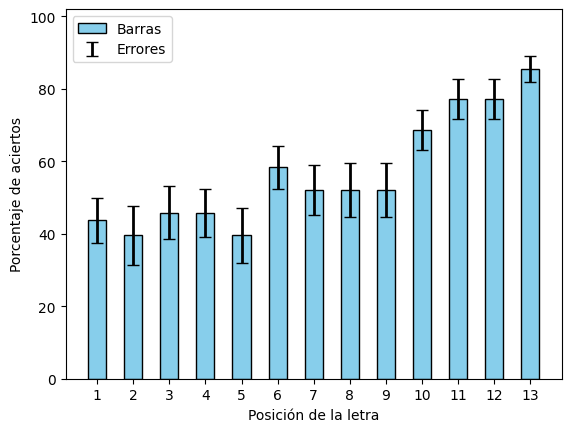 Barras
Errores
Porcentaje de aciertos
100
80
60
40
20
0
1 2 3 4 5 6 7 8 9 10 11 12 13
Posición de la letra